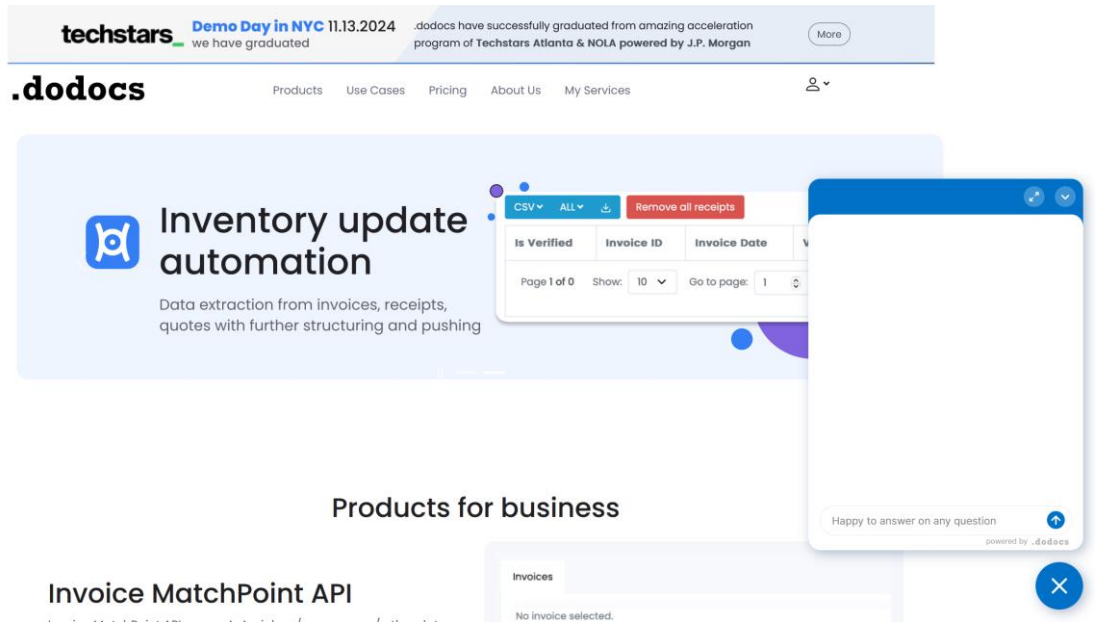 techstars_
Demo Day in NYC 11.13.2024
we have graduated
.dodocs have successfully graduated from amazing acceleration
program of Techstars Atlanta & NOLA powered by J.P. Morgan
More
.dodocs
Products Use Cases Pricing About Us My Services
Inventory update
automation
Data extraction from invoices, receipts,
quotes with further structuring and pushing
CSV ALL Remove all receipts
Is Verified Invoice ID Invoice Date
Page 1 of 0 Show: 10 Go to page: 1
Happy to answer on any question
powered by .dodocs
Products for business
Invoice MatchPoint API
Invoices
No invoice selected.